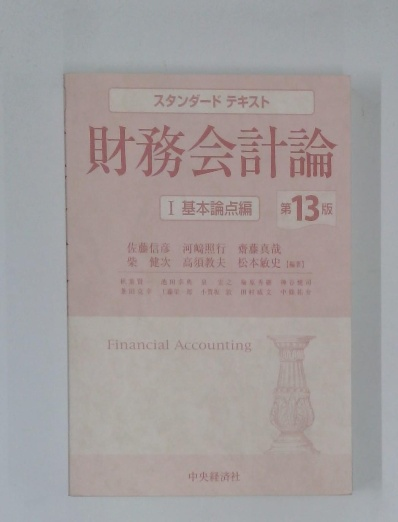 スタンダード テキスト
財務会計論
Ⅰ 基本論点編 第13版
佐藤信彦 河﨑照行 齋藤真哉
柴 健次 高須教夫 松本敏史【編著】
Financial Accounting
中央経済社